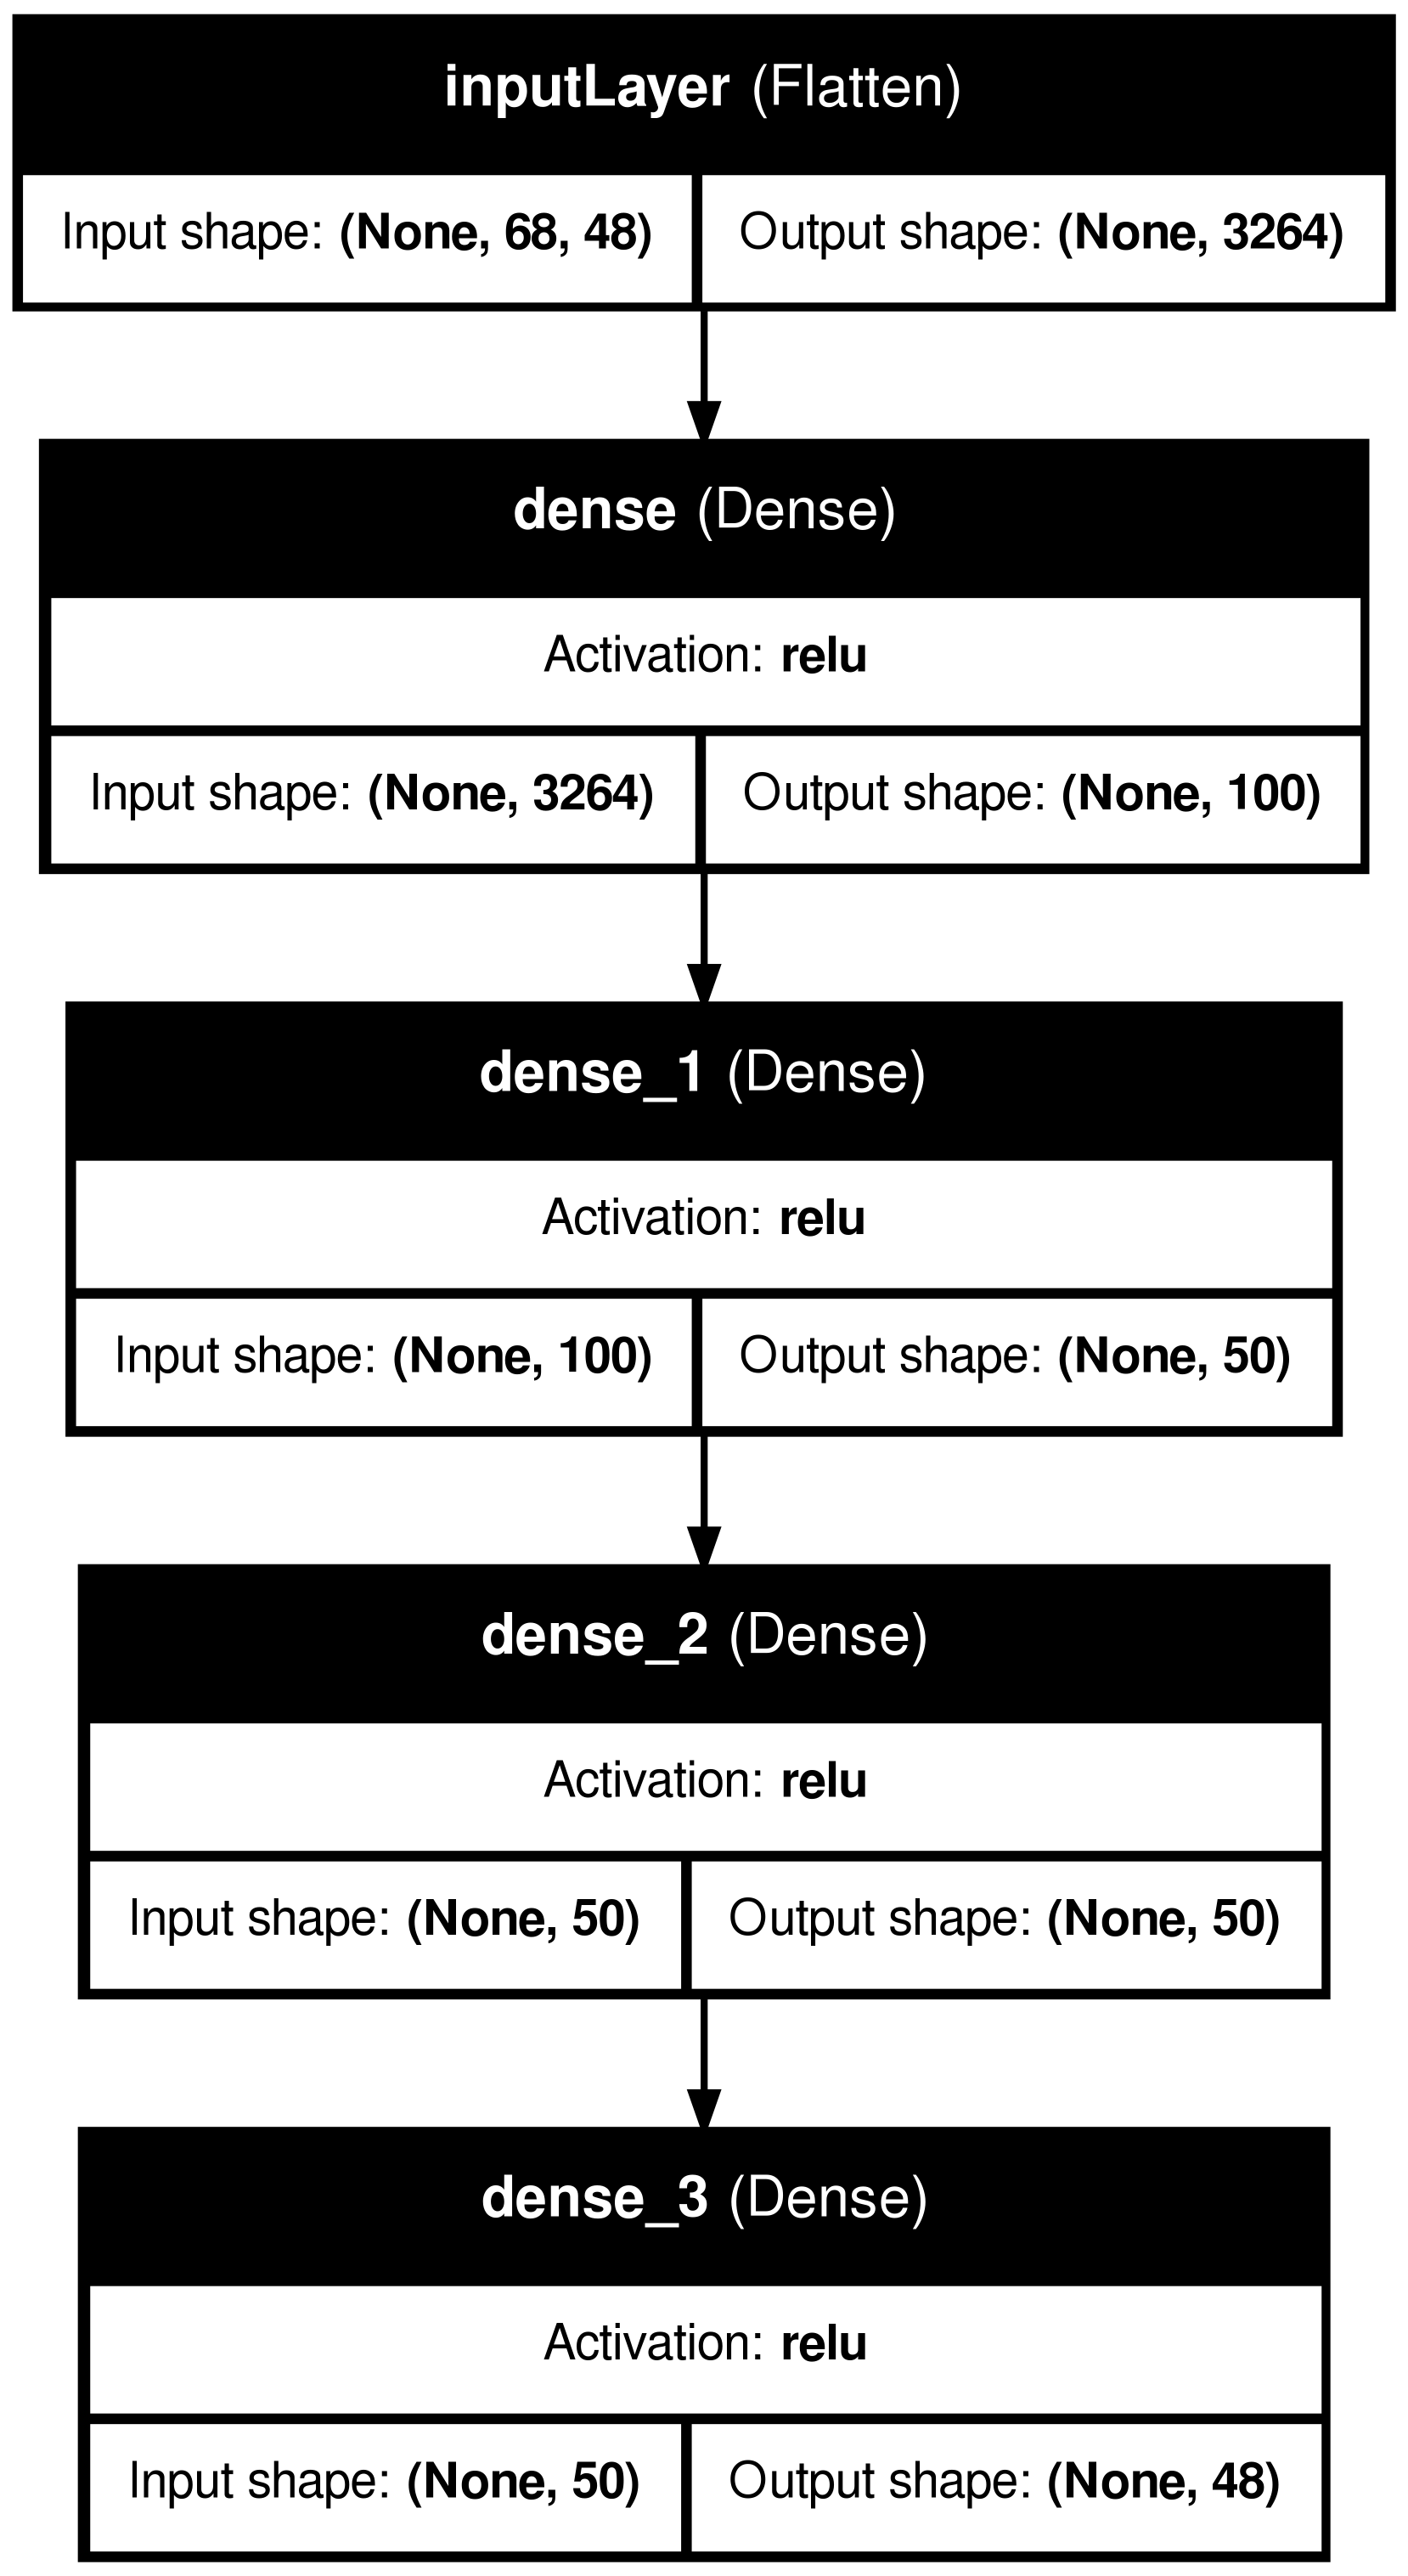 inputLayer (Flatten)
Input shape: (None, 68, 48) Output shape: (None, 3264)
dense (Dense)
Activation: relu
Input shape: (None, 3264) Output shape: (None, 100)
dense_1 (Dense)
Activation: relu
Input shape: (None, 100) Output shape: (None, 50)
dense_2 (Dense)
Activation: relu
Input shape: (None, 50) Output shape: (None, 50)
dense_3 (Dense)
Activation: relu
Input shape: (None, 50) Output shape: (None, 48)